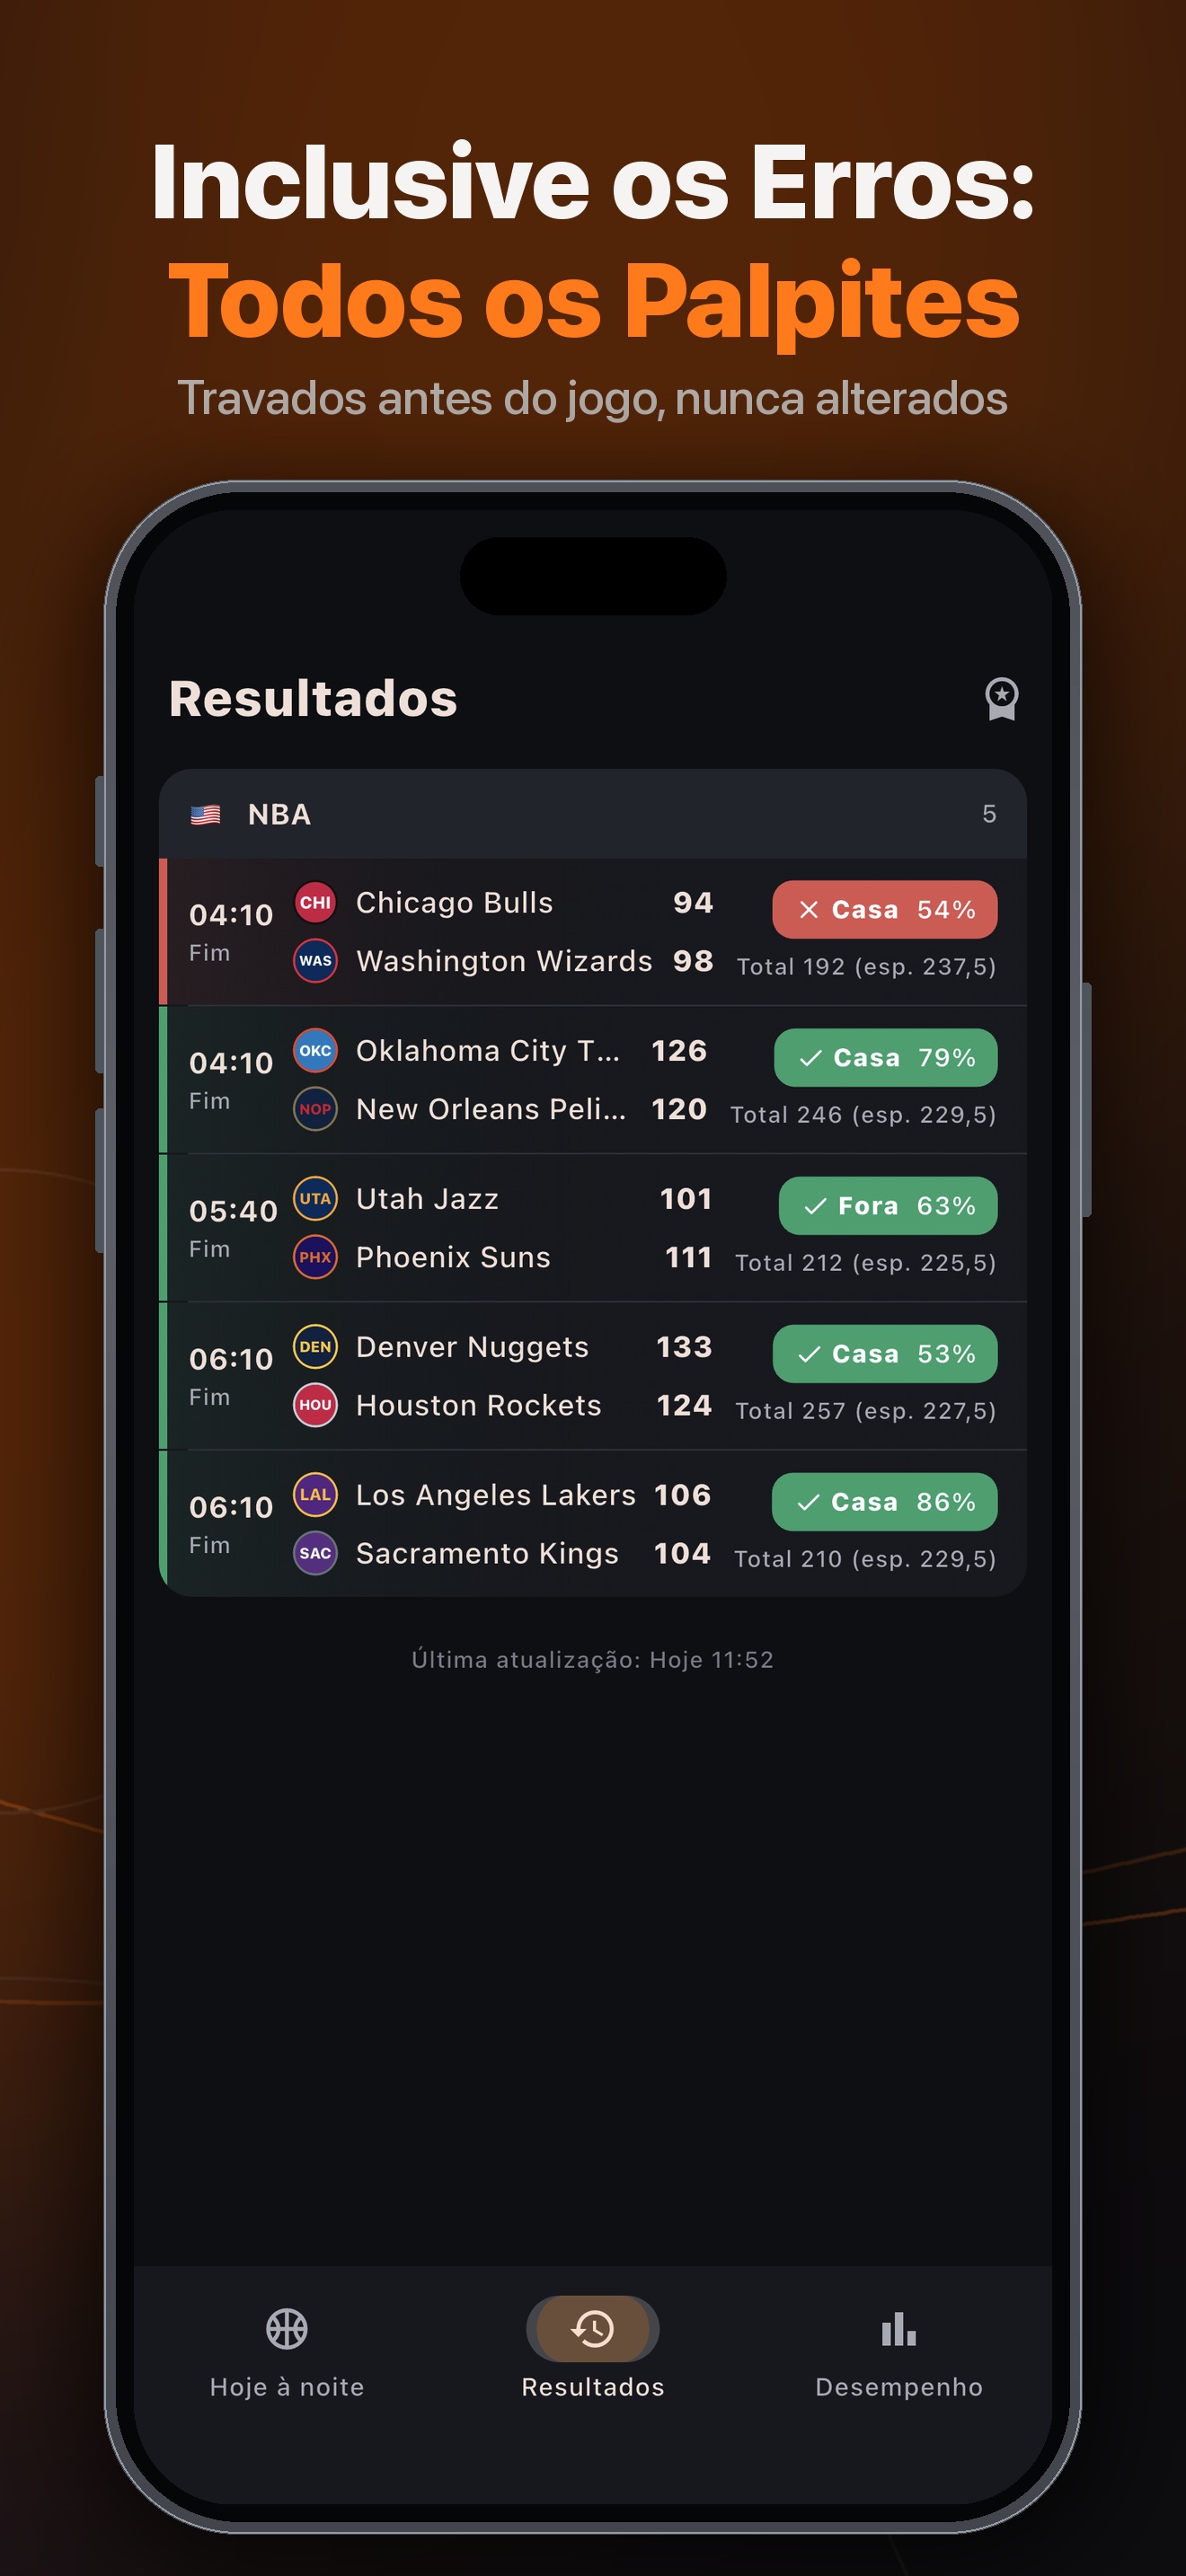 Inclusive os Erros:
Todos os Palpites
Travados antes do jogo, nunca alterados
Resultados
NBA 5
04:10 CHI Chicago Bulls 94 Casa 54%
Fim WAS Washington Wizards 98 Total 192 (esp. 237,5)
04:10 OKC Oklahoma City T... 126 Casa 79%
Fim NOP New Orleans Peli... 120 Total 246 (esp. 229,5)
05:40 UTA Utah Jazz 101 Fora 63%
Fim PHX Phoenix Suns 111 Total 212 (esp. 225,5)
06:10 DEN Denver Nuggets 133 Casa 53%
Fim HOU Houston Rockets 124 Total 257 (esp. 227,5)
06:10 LAL Los Angeles Lakers 106 Casa 86%
Fim SAC Sacramento Kings 104 Total 210 (esp. 229,5)
Última atualização: Hoje 11:52
Hoje à noite Resultados Desempenho